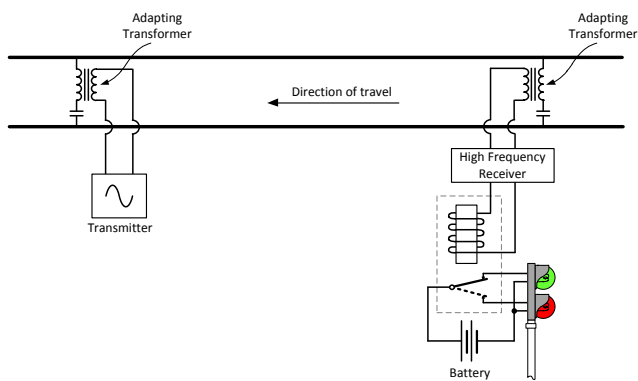 Adapting
Transformer
Adapting
Transformer
Direction of travel
High Frequency
Receiver
Transmitter
Battery